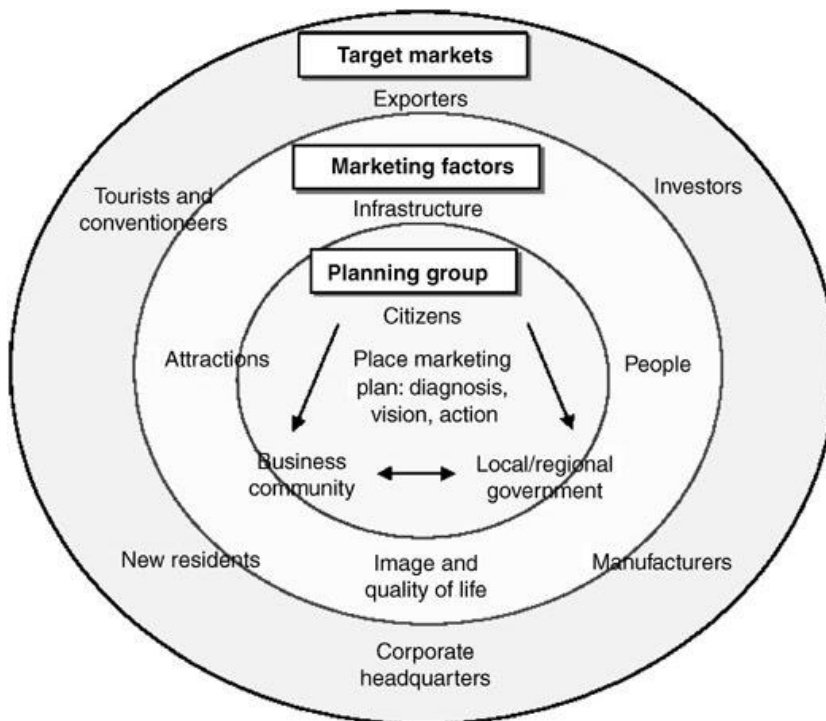 Target markets
Exporters
Marketing factors
Tourists and
conventioneers
Investors
Infrastructure
Planning group
Citizens
Attractions
Place marketing
plan: diagnosis,
vision, action
People
Business
community
Local/regional
government
New residents
Image and
quality of life
Manufacturers
Corporate
headquarters